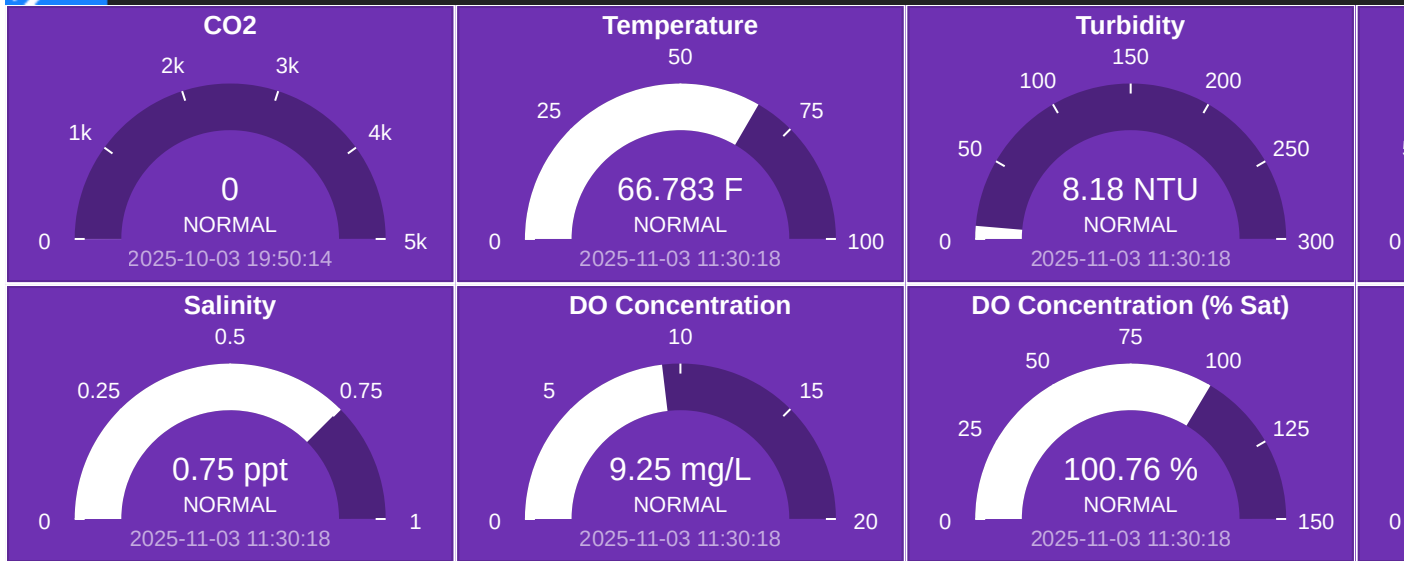 CO2
2k
3k
1k
4k
0
NORMAL
0
5k
2025-10-03 19:50:14
Temperature
50
25
75
66.783 F
NORMAL
0
100
2025-11-03 11:30:18
Turbidity
150
100
200
50
250
8.18 NTU
NORMAL
0
300
2025-11-03 11:30:18
0
Salinity
0.5
0.25
0.75
0.75 ppt
NORMAL
0
1
2025-11-03 11:30:18
DO Concentration
10
5
15
9.25 mg/L
NORMAL
0
20
2025-11-03 11:30:18
DO Concentration (% Sat)
75
50
100
25
125
100.76 %
NORMAL
0
150
2025-11-03 11:30:18
0